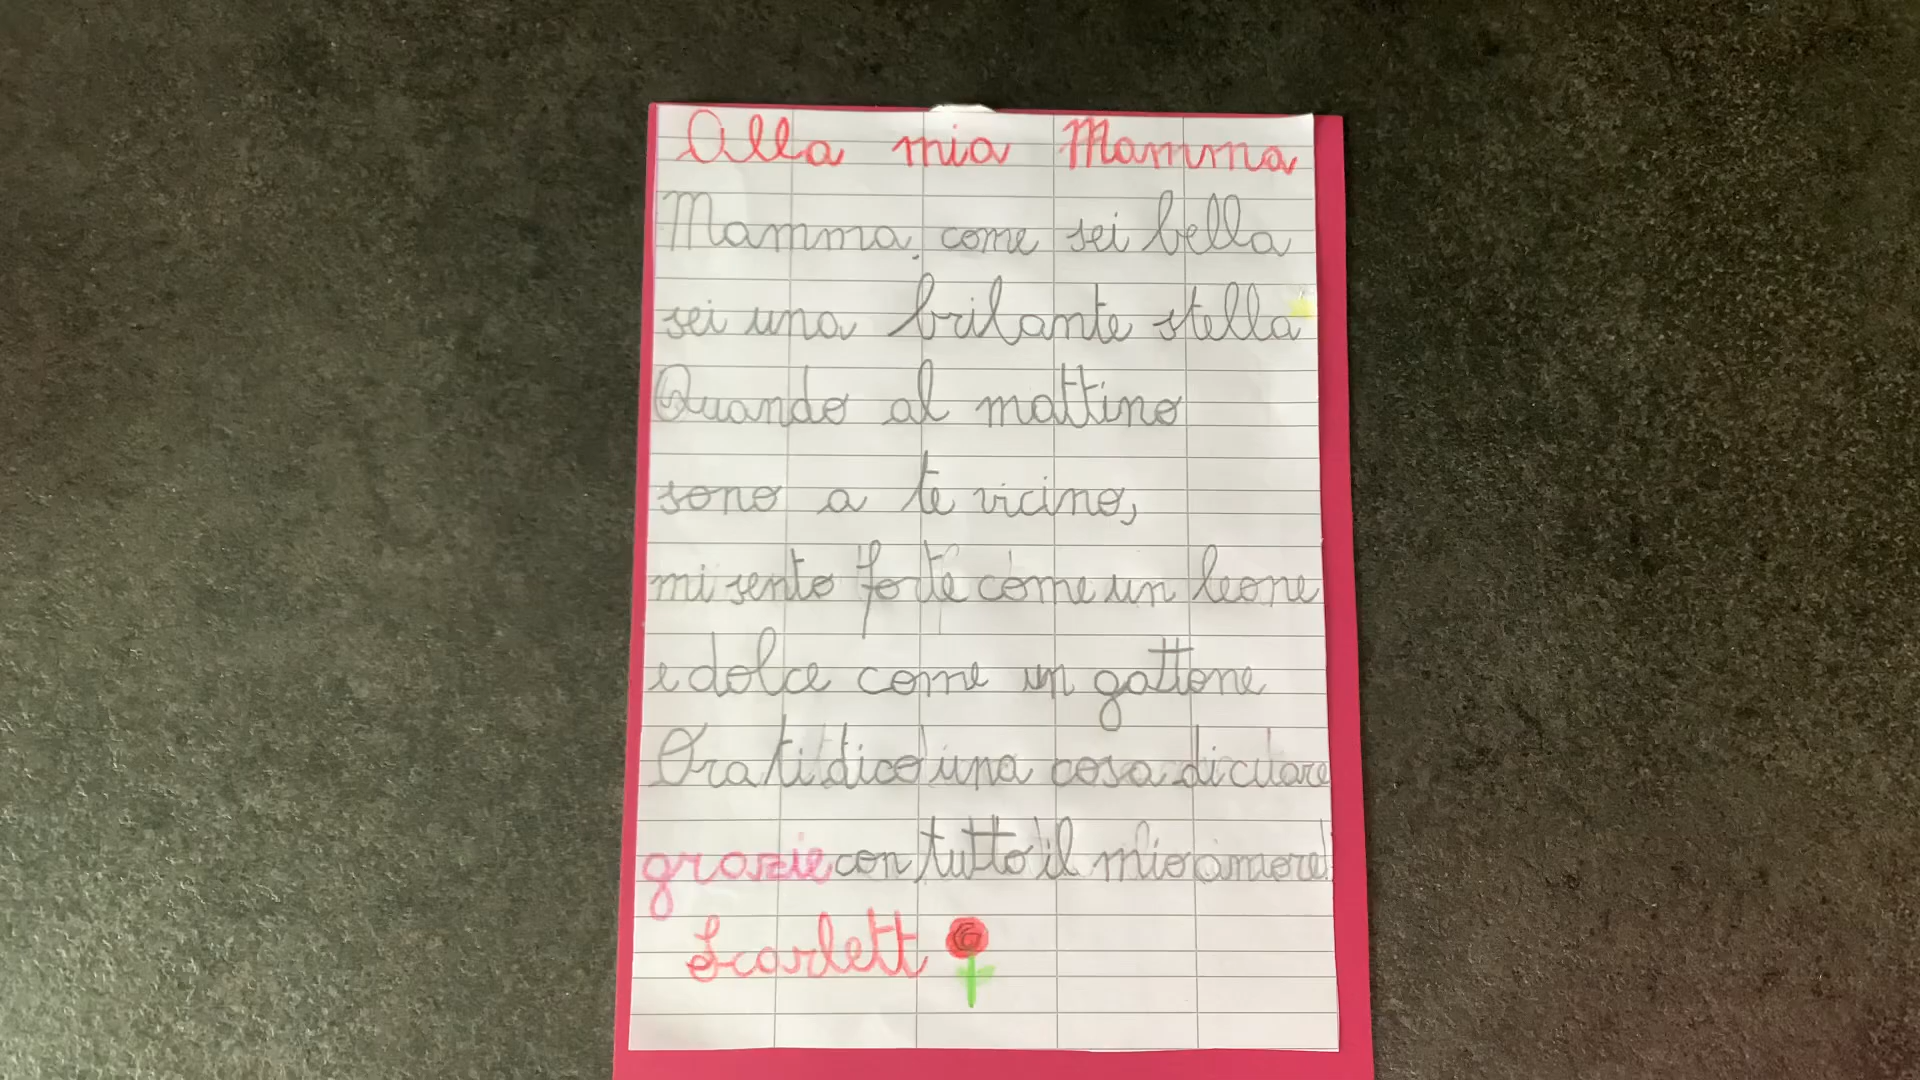 Alla mia Mamma
Mamma, come sei bella
sei una brilante stella
Quando al mattino
sono a te vicino,
mi sento forte come un leone
e dolce come un gattone
Ora ti dico una cosa di cuore
grazie con tutto il mio amore!
Scarlett